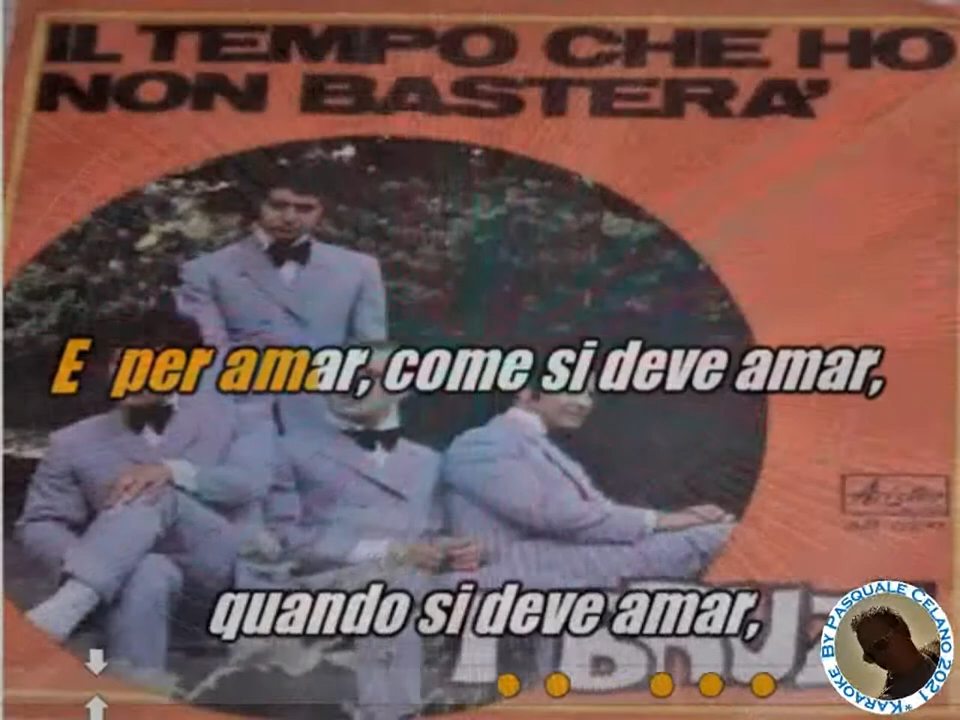 IL TEMPO CHE HO
NON BASTERA'
E per amar, come si deve amar,
quando si deve amar,
KARAOKE BY PASQUALE CELANO 2021 *